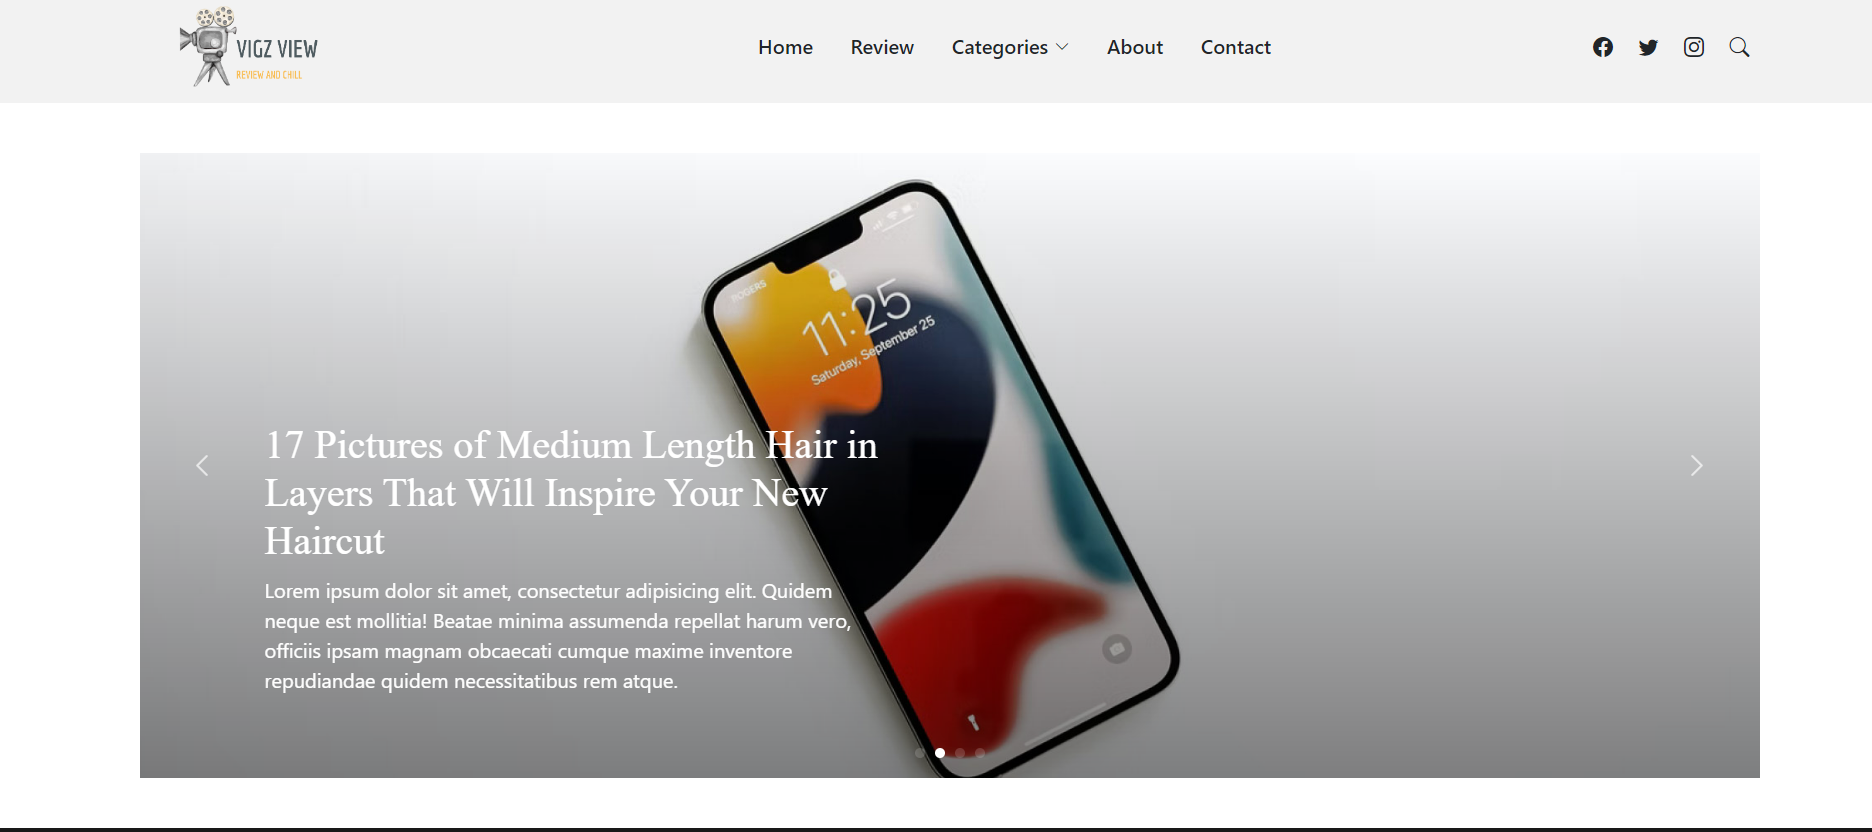 VIGZ VIEW
REVIEW AND CHILL
Home
Review
Categories
About
Contact
ROGERS
11:25
Saturday, September 25
17 Pictures of Medium Length Hair in
Layers That Will Inspire Your New
Haircut
Lorem ipsum dolor sit amet, consectetur adipisicing elit. Quidem
neque est mollitia! Beatae minima assumenda repellat harum vero,
officiis ipsam magnam obcaecati cumque maxime inventore
repudiandae quidem necessitatibus rem atque.